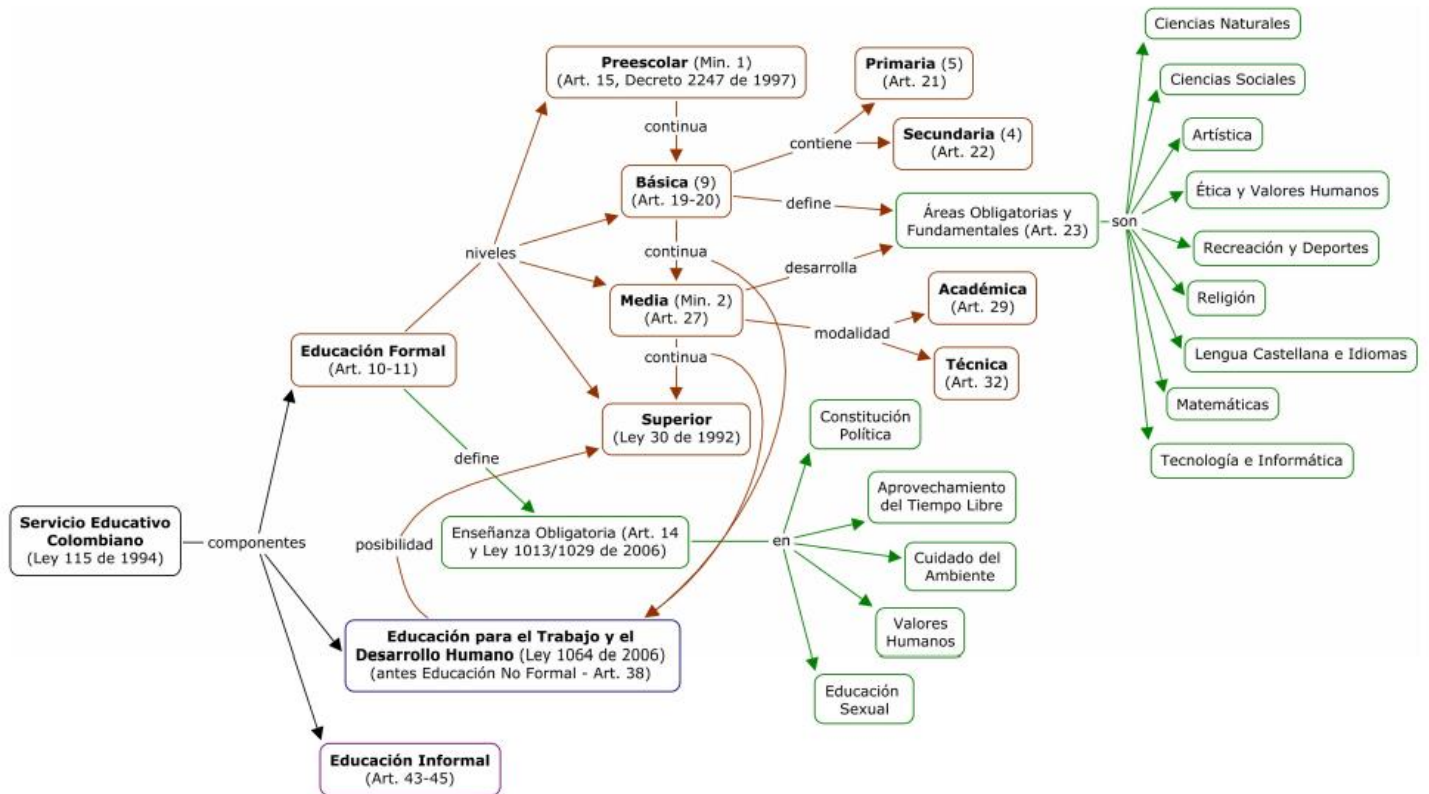 Servicio Educativo
Colombiano
(Ley 115 de 1994)
componentes
Educación Formal
(Art. 10-11)
niveles
Preescolar (Min. 1)
(Art. 15, Decreto 2247 de 1997)
continua
Básica (9)
(Art. 19-20)
contiene
Primaria (5)
(Art. 21)
Secundaria (4)
(Art. 22)
define
continua
Media (Min. 2)
(Art. 27)
desarrolla
Áreas Obligatorias y
Fundamentales (Art. 23)
son
Ciencias Naturales
Ciencias Sociales
Artística
Ética y Valores Humanos
Recreación y Deportes
Religión
Lengua Castellana e Idiomas
Matemáticas
Tecnología e Informática
modalidad
Académica
(Art. 29)
Técnica
(Art. 32)
continua
Superior
(Ley 30 de 1992)
define
Enseñanza Obligatoria (Art. 14
y Ley 1013/1029 de 2006)
en
Constitución
Política
Aprovechamiento
del Tiempo Libre
Cuidado del
Ambiente
Valores
Humanos
Educación
Sexual
posibilidad
Educación para el Trabajo y el
Desarrollo Humano (Ley 1064 de 2006)
(antes Educación No Formal - Art. 38)
Educación Informal
(Art. 43-45)